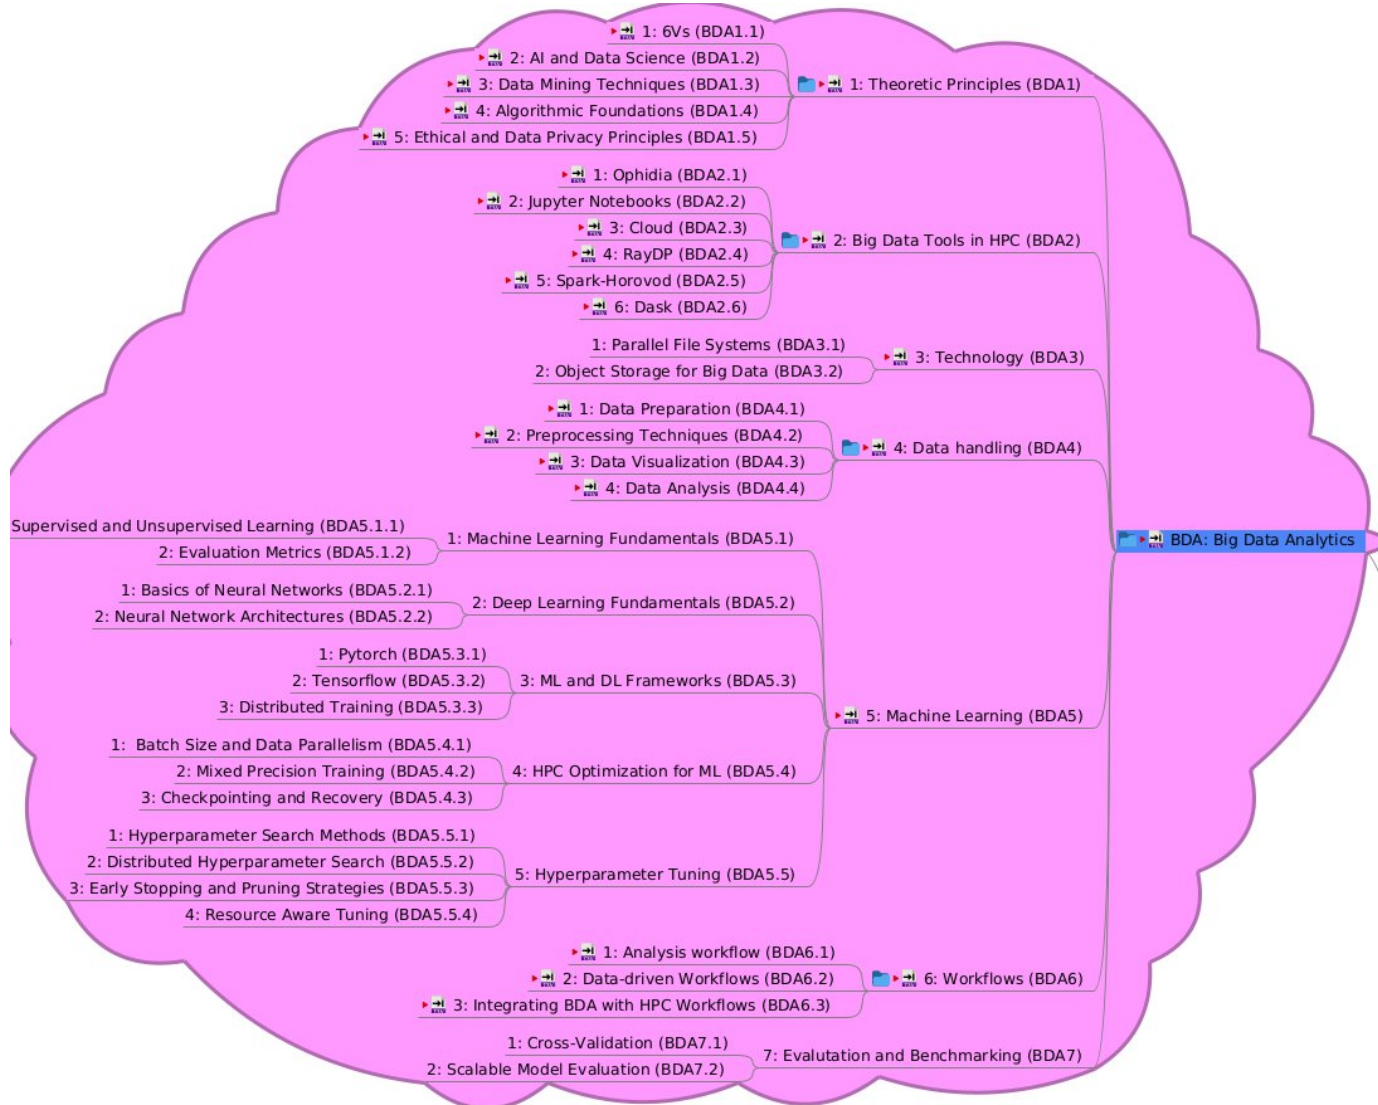 1: 6Vs (BDA1.1)
2: AI and Data Science (BDA1.2)
3: Data Mining Techniques (BDA1.3)
4: Algorithmic Foundations (BDA1.4)
5: Ethical and Data Privacy Principles (BDA1.5)
1: Theoretic Principles (BDA1)
1: Ophidia (BDA2.1)
2: Jupyter Notebooks (BDA2.2)
3: Cloud (BDA2.3)
4: RayDP (BDA2.4)
5: Spark-Horovod (BDA2.5)
6: Dask (BDA2.6)
2: Big Data Tools in HPC (BDA2)
1: Parallel File Systems (BDA3.1)
2: Object Storage for Big Data (BDA3.2)
3: Technology (BDA3)
1: Data Preparation (BDA4.1)
2: Preprocessing Techniques (BDA4.2)
3: Data Visualization (BDA4.3)
4: Data Analysis (BDA4.4)
4: Data handling (BDA4)
Supervised and Unsupervised Learning (BDA5.1.1)
2: Evaluation Metrics (BDA5.1.2)
1: Machine Learning Fundamentals (BDA5.1)
1: Basics of Neural Networks (BDA5.2.1)
2: Neural Network Architectures (BDA5.2.2)
2: Deep Learning Fundamentals (BDA5.2)
1: Pytorch (BDA5.3.1)
2: Tensorflow (BDA5.3.2)
3: Distributed Training (BDA5.3.3)
3: ML and DL Frameworks (BDA5.3)
1: Batch Size and Data Parallelism (BDA5.4.1)
2: Mixed Precision Training (BDA5.4.2)
3: Checkpointing and Recovery (BDA5.4.3)
4: HPC Optimization for ML (BDA5.4)
1: Hyperparameter Search Methods (BDA5.5.1)
2: Distributed Hyperparameter Search (BDA5.5.2)
3: Early Stopping and Pruning Strategies (BDA5.5.3)
4: Resource Aware Tuning (BDA5.5.4)
5: Hyperparameter Tuning (BDA5.5)
5: Machine Learning (BDA5)
1: Analysis workflow (BDA6.1)
2: Data-driven Workflows (BDA6.2)
3: Integrating BDA with HPC Workflows (BDA6.3)
6: Workflows (BDA6)
1: Cross-Validation (BDA7.1)
2: Scalable Model Evaluation (BDA7.2)
7: Evalutation and Benchmarking (BDA7)
BDA: Big Data Analytics